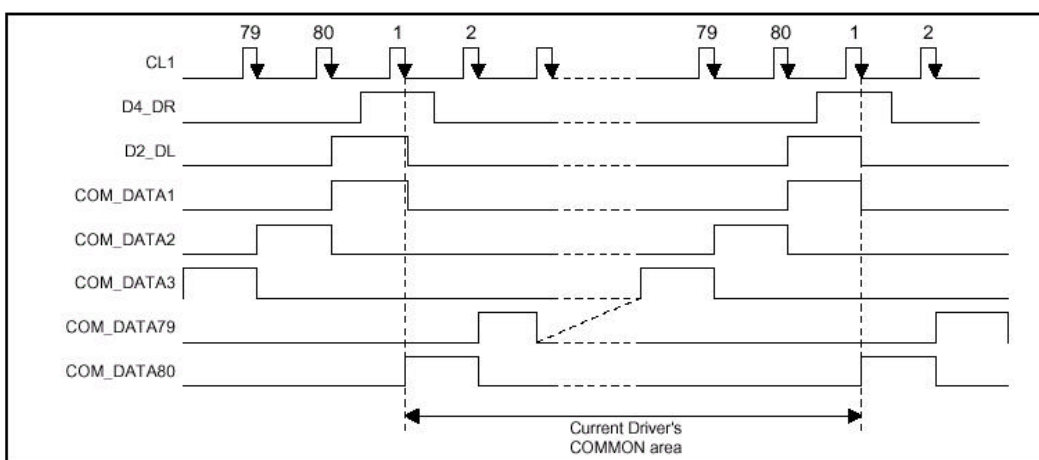 79 80 1 2 79 80 1 2
CL1
D4_DR
D2_DL
COM_DATA1
COM_DATA2
COM_DATA3
COM_DATA79
COM_DATA80
Current Driver's
COMMON area